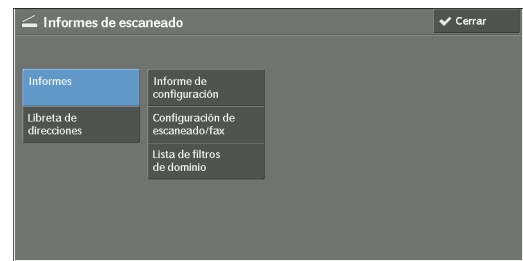 Informes de escaneado
Cerrar
Informes
Informe de
configuración
Libreta de
direcciones
Configuración de
escaneado/fax
Lista de filtros
de dominio